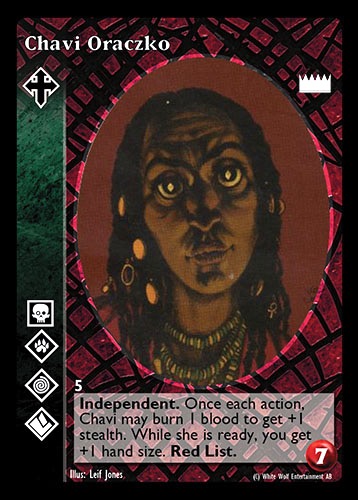 Chavi Oraczko
5
Independent. Once each action,
Chavi may burn 1 blood to get +1
stealth. While she is ready, you get
+1 hand size. Red List.
7
Illus: Leif Jones
(C) White Wolf Entertainment AB